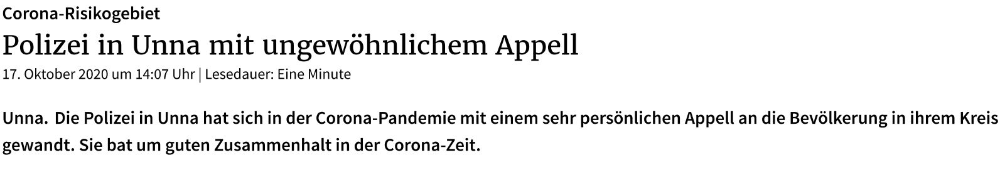 Corona-Risikogebiet
Polizei in Unna mit ungewöhnlichem Appell
17. Oktober 2020 um 14:07 Uhr | Lesedauer: Eine Minute
Unna. Die Polizei in Unna hat sich in der Corona-Pandemie mit einem sehr persönlichen Appell an die Bevölkerung in ihrem Kreis
gewandt. Sie bat um guten Zusammenhalt in der Corona-Zeit.